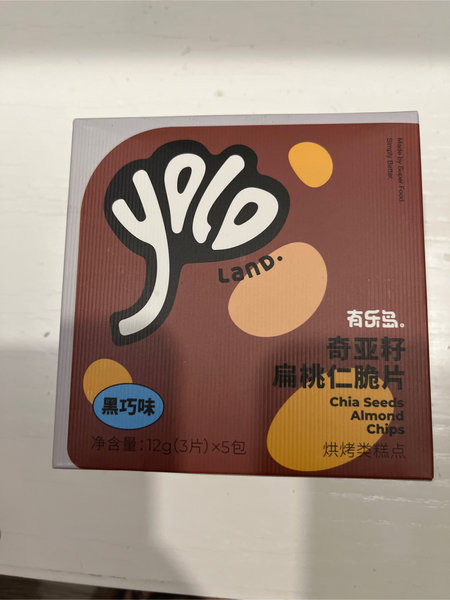 Made by Super Food.
Simply Better.
YOLO
LAND.
有乐岛。
奇亚籽
扁桃仁脆片
Chia Seeds
Almond
Chips
黑巧味
净含量:12g(3片)×5包
烘烤类糕点